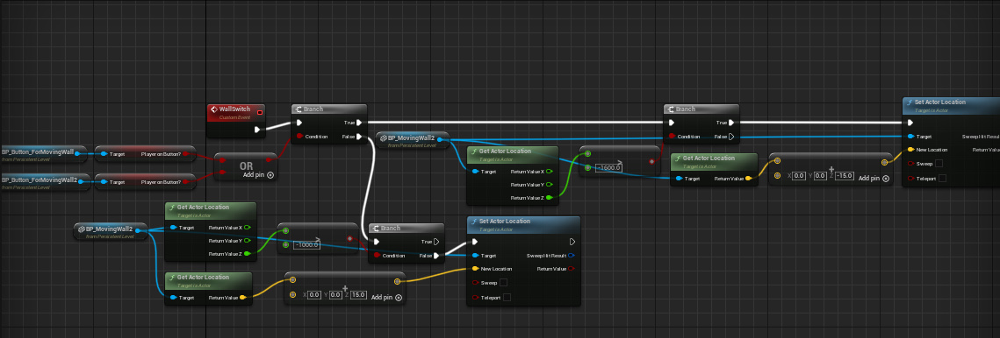 WallSwitch
Custom Event
Branch
True
Condition
False
BP_Button_ForMovingWall
from Persistent Level
Target
Player on Button?
BP_Button_ForMovingWall2
from Persistent Level
Target
Player on Button?
OR
Add pin
BP_MovingWall2
from Persistent Level
Get Actor Location
Target is Actor
Target
Return Value X
Return Value Y
Return Value Z
>
-1600.0
Branch
True
Condition
False
Get Actor Location
Target is Actor
Target
Return Value
+
X 0.0 Y 0.0 Z -15.0
Add pin
Set Actor Location
Target is Actor
Target
Sweep Hit Result
New Location
Return Valu
Sweep
Teleport
BP_MovingWall2
from Persistent Level
Get Actor Location
Target is Actor
Target
Return Value X
Return Value Y
Return Value Z
>
-1000.0
Branch
True
Condition
False
Get Actor Location
Target is Actor
Target
Return Value
+
X 0.0 Y 0.0 Z 15.0
Add pin
Set Actor Location
Target is Actor
Target
Sweep Hit Result
New Location
Return Value
Sweep
Teleport